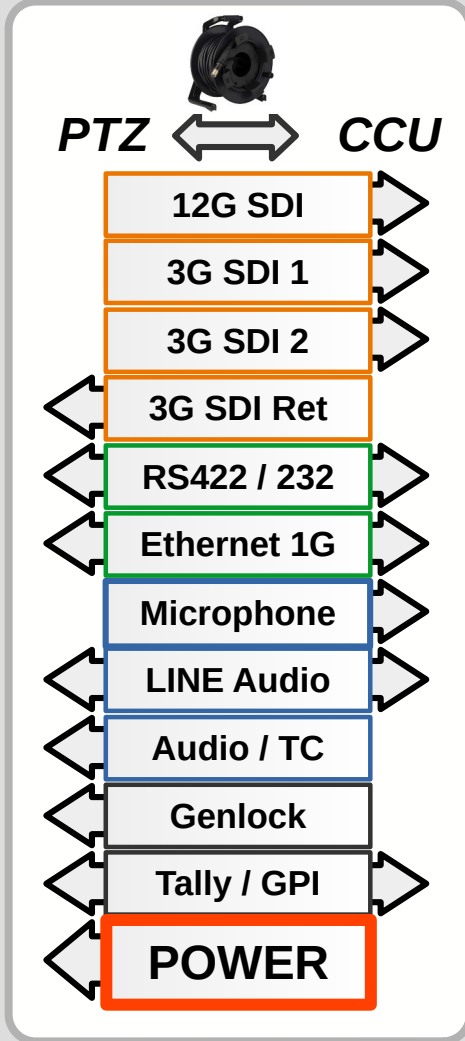 PTZ CCU
12G SDI
3G SDI 1
3G SDI 2
3G SDI Ret
RS422 / 232
Ethernet 1G
Microphone
LINE Audio
Audio / TC
Genlock
Tally / GPI
POWER